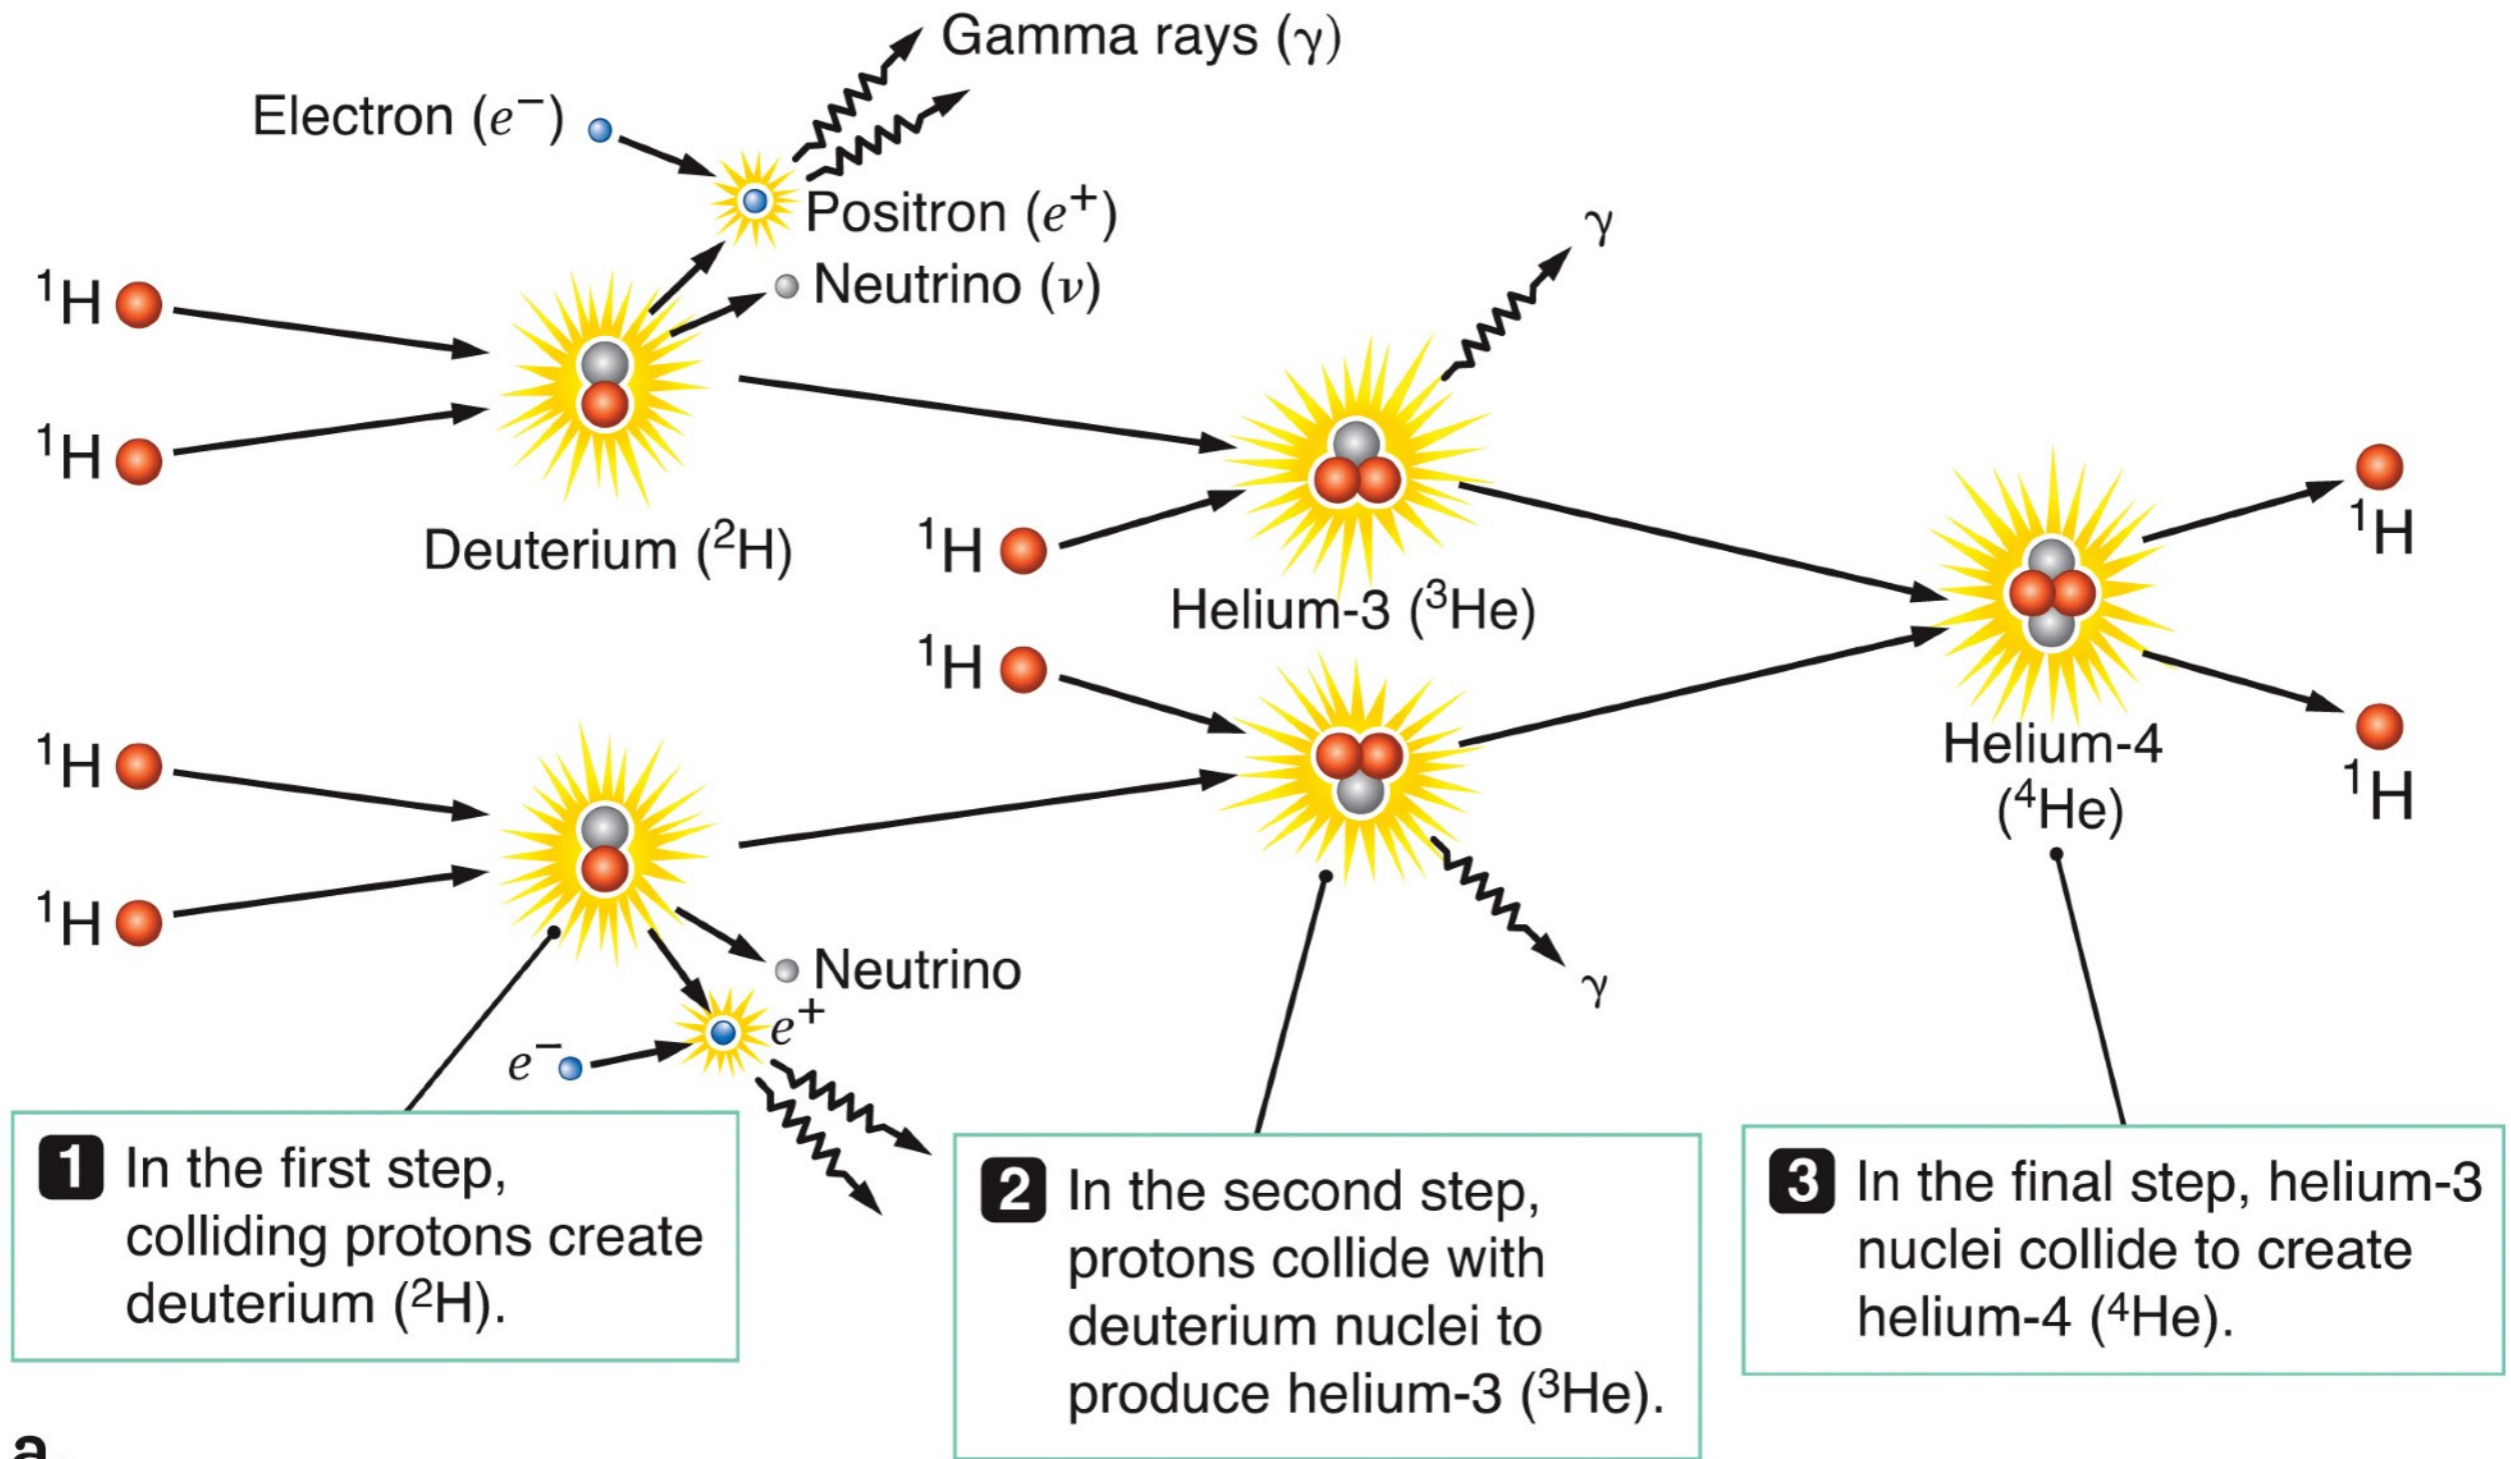 Gamma rays (γ)
Electron (e⁻)
Positron (e⁺)
Neutrino (ν)
γ
¹H
¹H
Deuterium (²H)
¹H
Helium-3 (³He)
¹H
¹H
¹H
¹H
Helium-4
(⁴He)
¹H
¹H
Neutrino
γ
e⁺
e⁻
1 In the first step,
colliding protons create
deuterium (²H).
2 In the second step,
protons collide with
deuterium nuclei to
produce helium-3 (³He).
3 In the final step, helium-3
nuclei collide to create
helium-4 (⁴He).
a